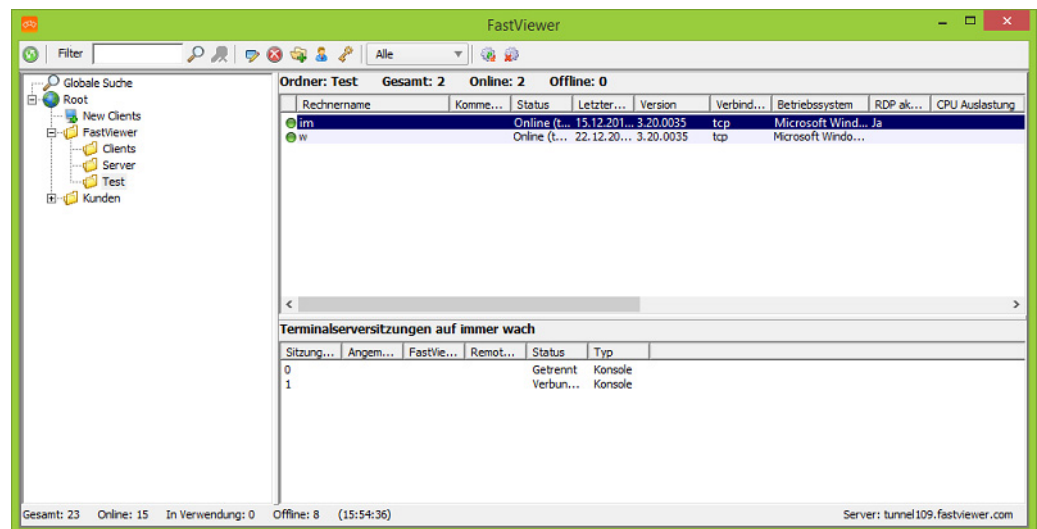 FastViewer
Filter Alle
Globale Suche
Root
New Clients
FastViewer
Clients
Server
Test
Kunden
Ordner: Test Gesamt: 2 Online: 2 Offline: 0
Rechnername Komme... Status Letzter... Version Verbind... Betriebssystem RDP ak... CPU Auslastung
im Online (t... 15.12.201... 3.20.0035 tcp Microsoft Wind... Ja
w Online (t... 22.12.20... 3.20.0035 tcp Microsoft Windo...
Terminalserversitzungen auf immer wach
Sitzung... Angem... FastVie... Remot... Status Typ
0 Getrennt Konsole
1 Verbun... Konsole
Gesamt: 23 Online: 15 In Verwendung: 0 Offline: 8 (15:54:36) Server: tunnel109.fastviewer.com